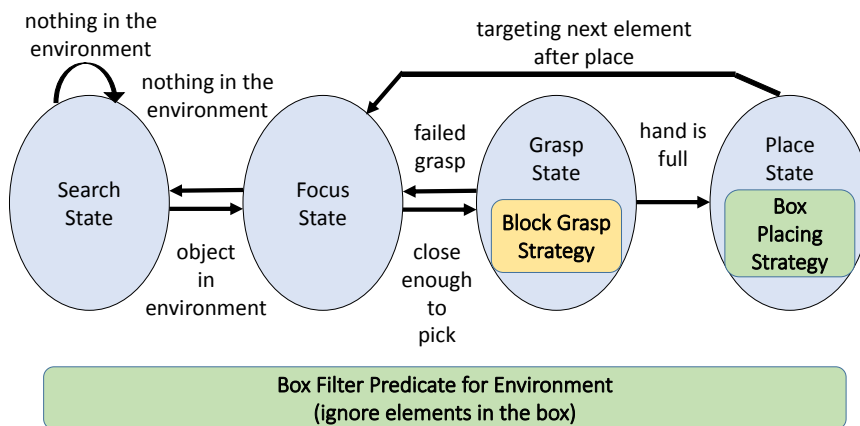 nothing in the
environment
nothing in the
environment
targeting next element
after place
Search
State
Focus
State
failed
grasp
Grasp
State
hand is
full
Place
State
Block Grasp
Strategy
Box
Placing
Strategy
object
in
environment
close
enough
to
pick
Box Filter Predicate for Environment
(ignore elements in the box)